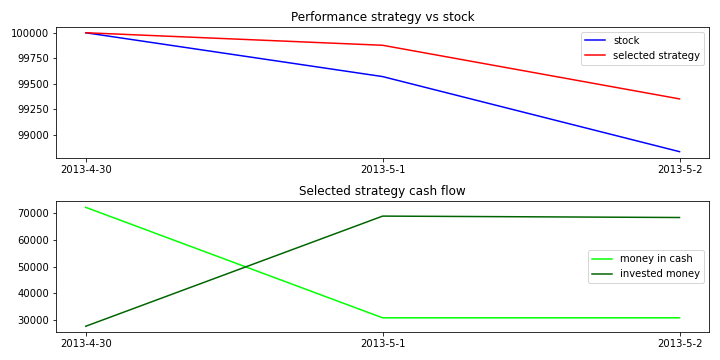 Performance strategy vs stock
100000
99750
99500
99250
99000
stock
selected strategy
2013-4-30
2013-5-1
2013-5-2
Selected strategy cash flow
70000
60000
50000
40000
30000
money in cash
invested money
2013-4-30
2013-5-1
2013-5-2